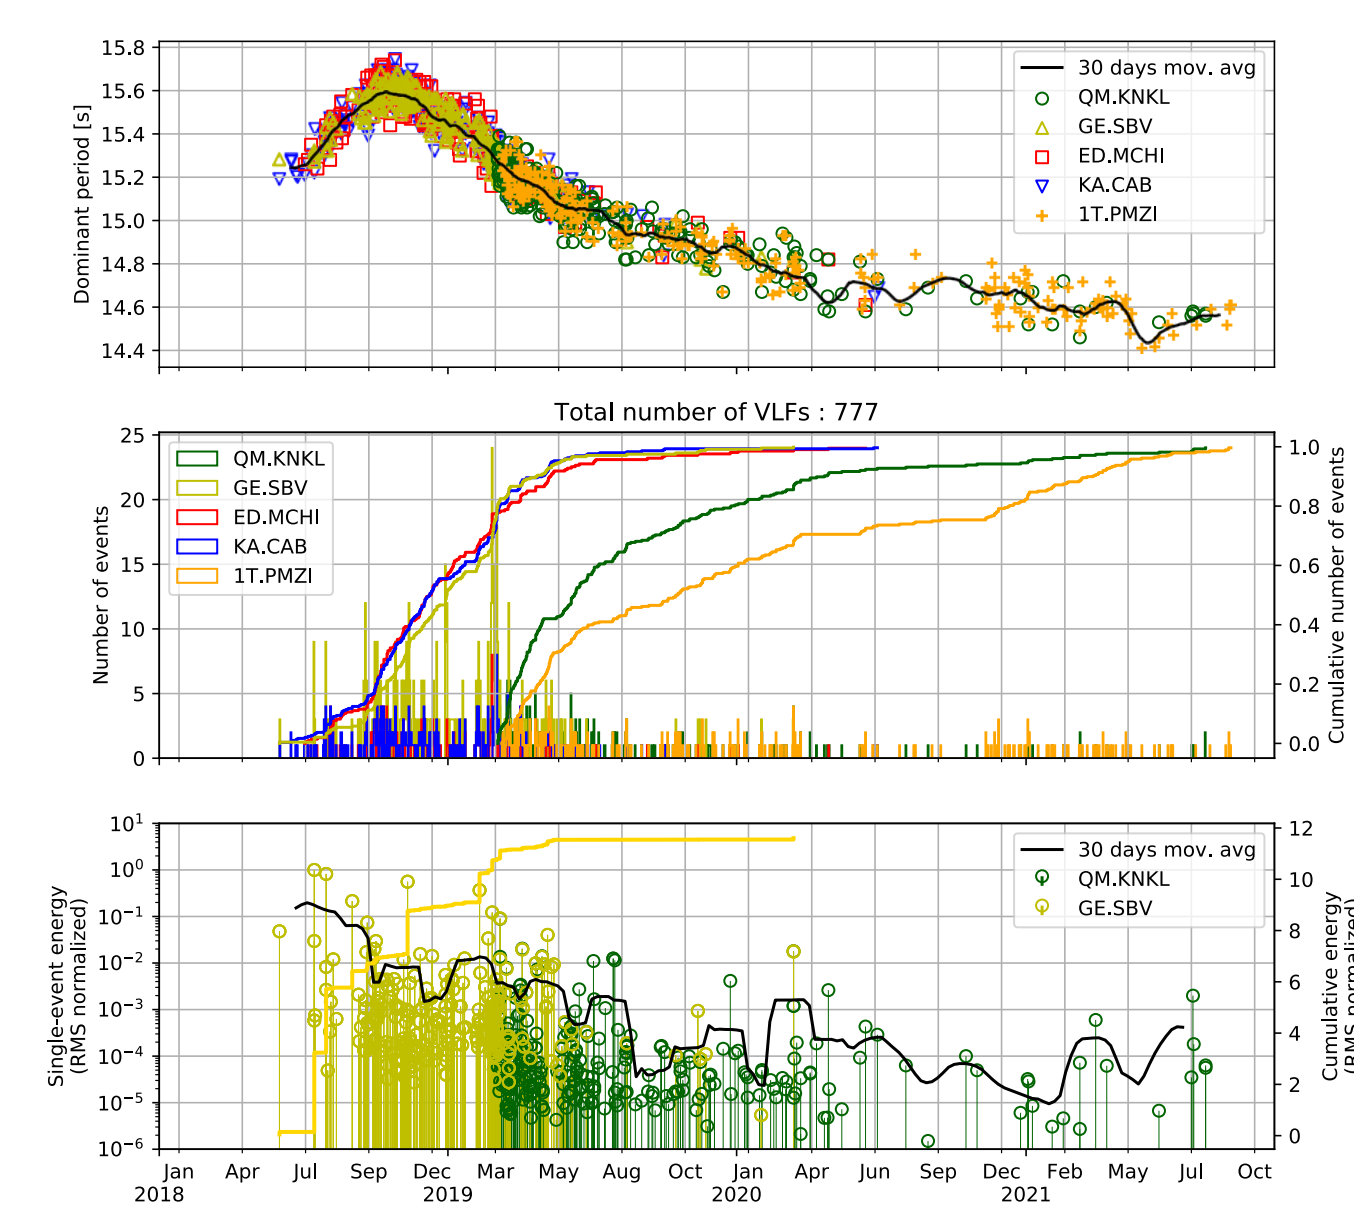 15.8
15.6
15.4
15.2
15.0
14.8
14.6
14.4
Dominant period [s]
30 days mov. avg
QM.KNKL
GE.SBV
ED.MCHI
KA.CAB
1T.PMZI
Total number of VLFs : 777
25
20
15
10
5
0
Number of events
QM.KNKL
GE.SBV
ED.MCHI
KA.CAB
1T.PMZI
1.0
0.8
0.6
0.4
0.2
0.0
Cumulative number of events
10^1
10^0
10^−1
10^−2
10^−3
10^−4
10^−5
10^−6
Single-event energy
(RMS normalized)
30 days mov. avg
QM.KNKL
GE.SBV
12
10
8
6
4
2
0
Cumulative energy
(RMS normalized)
Jan Apr Jul Sep Dec Mar May Aug Oct Jan Apr Jun Sep Dec Feb May Jul Oct
2018 2019 2020 2021